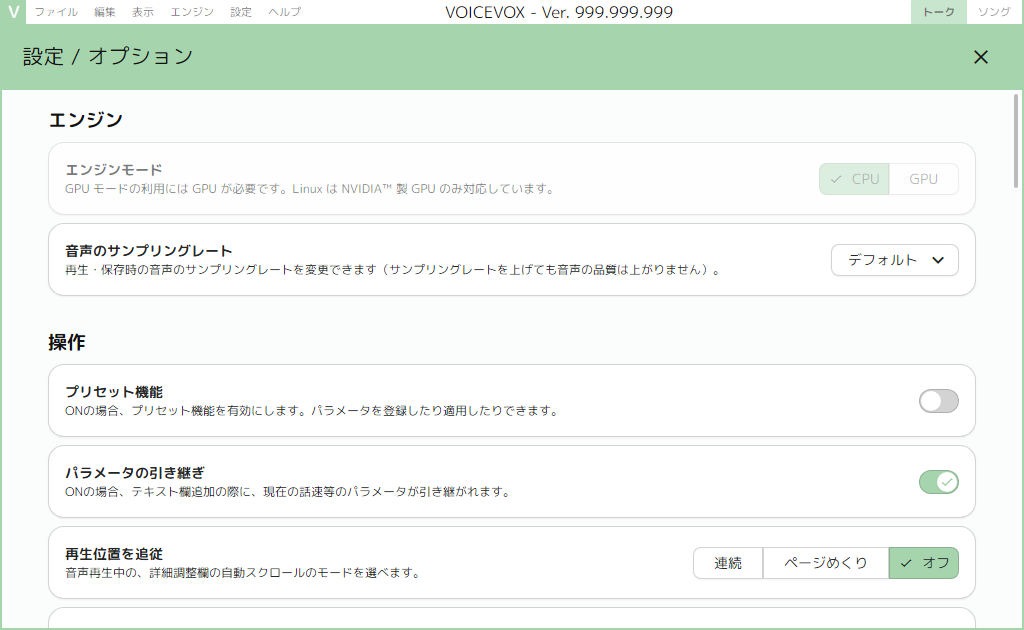 V ファイル 編集 表示 エンジン 設定 ヘルプ VOICEVOX - Ver. 999.999.999 トーク ソング
設定 / オプション
エンジン
エンジンモード
GPU モードの利用には GPU が必要です。Linux は NVIDIA™ 製 GPU のみ対応しています。
CPU GPU
音声のサンプリングレート
再生・保存時の音声のサンプリングレートを変更できます（サンプリングレートを上げても音声の品質は上がりません）。
デフォルト
操作
プリセット機能
ONの場合、プリセット機能を有効にします。パラメータを登録したり適用したりできます。
パラメータの引き継ぎ
ONの場合、テキスト欄追加の際に、現在の話速等のパラメータが引き継がれます。
再生位置を追従
音声再生中の、詳細調整欄の自動スクロールのモードを選べます。
連続 ページめくり オフ